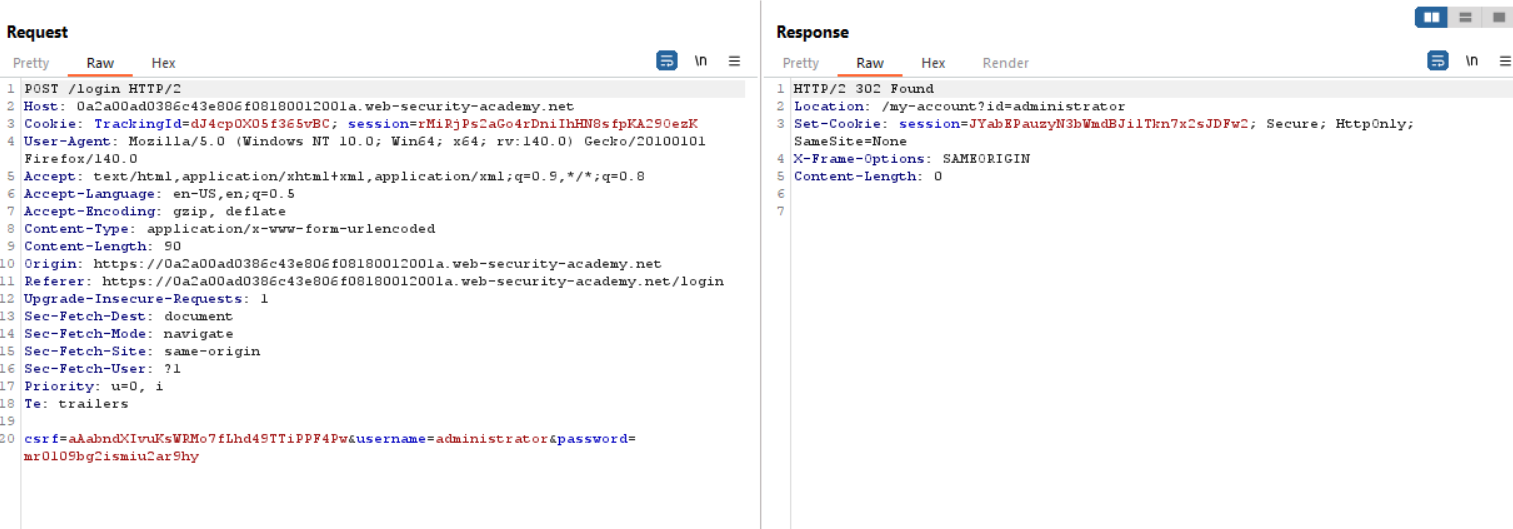 Request
Pretty Raw Hex
\n
1 POST /login HTTP/2
2 Host: 0a2a00ad0386c43e806f08180012001a.web-security-academy.net
3 Cookie: TrackingId=dJ4cpOX05f365vBC; session=rMiRjPs2aGo4rDniIhHN8sfpKA290ezK
4 User-Agent: Mozilla/5.0 (Windows NT 10.0; Win64; x64; rv:140.0) Gecko/20100101
Firefox/140.0
5 Accept: text/html,application/xhtml+xml,application/xml;q=0.9,*/*;q=0.8
6 Accept-Language: en-US,en;q=0.5
7 Accept-Encoding: gzip, deflate
8 Content-Type: application/x-www-form-urlencoded
9 Content-Length: 90
10 Origin: https://0a2a00ad0386c43e806f08180012001a.web-security-academy.net
11 Referer: https://0a2a00ad0386c43e806f08180012001a.web-security-academy.net/login
12 Upgrade-Insecure-Requests: 1
13 Sec-Fetch-Dest: document
14 Sec-Fetch-Mode: navigate
15 Sec-Fetch-Site: same-origin
16 Sec-Fetch-User: ?1
17 Priority: u=0, i
18 Te: trailers
19
20 csrf=aAabndXIvuKsWRMo7fLhd49TTiPPF4Pw&username=administrator&password=
mr0109bg2ismiu2ar9hy
Response
Pretty Raw Hex Render
\n
1 HTTP/2 302 Found
2 Location: /my-account?id=administrator
3 Set-Cookie: session=JYabEPauzyN3bWmdBJilTkn7x2sJDFw2; Secure; HttpOnly;
SameSite=None
4 X-Frame-Options: SAMEORIGIN
5 Content-Length: 0
6
7